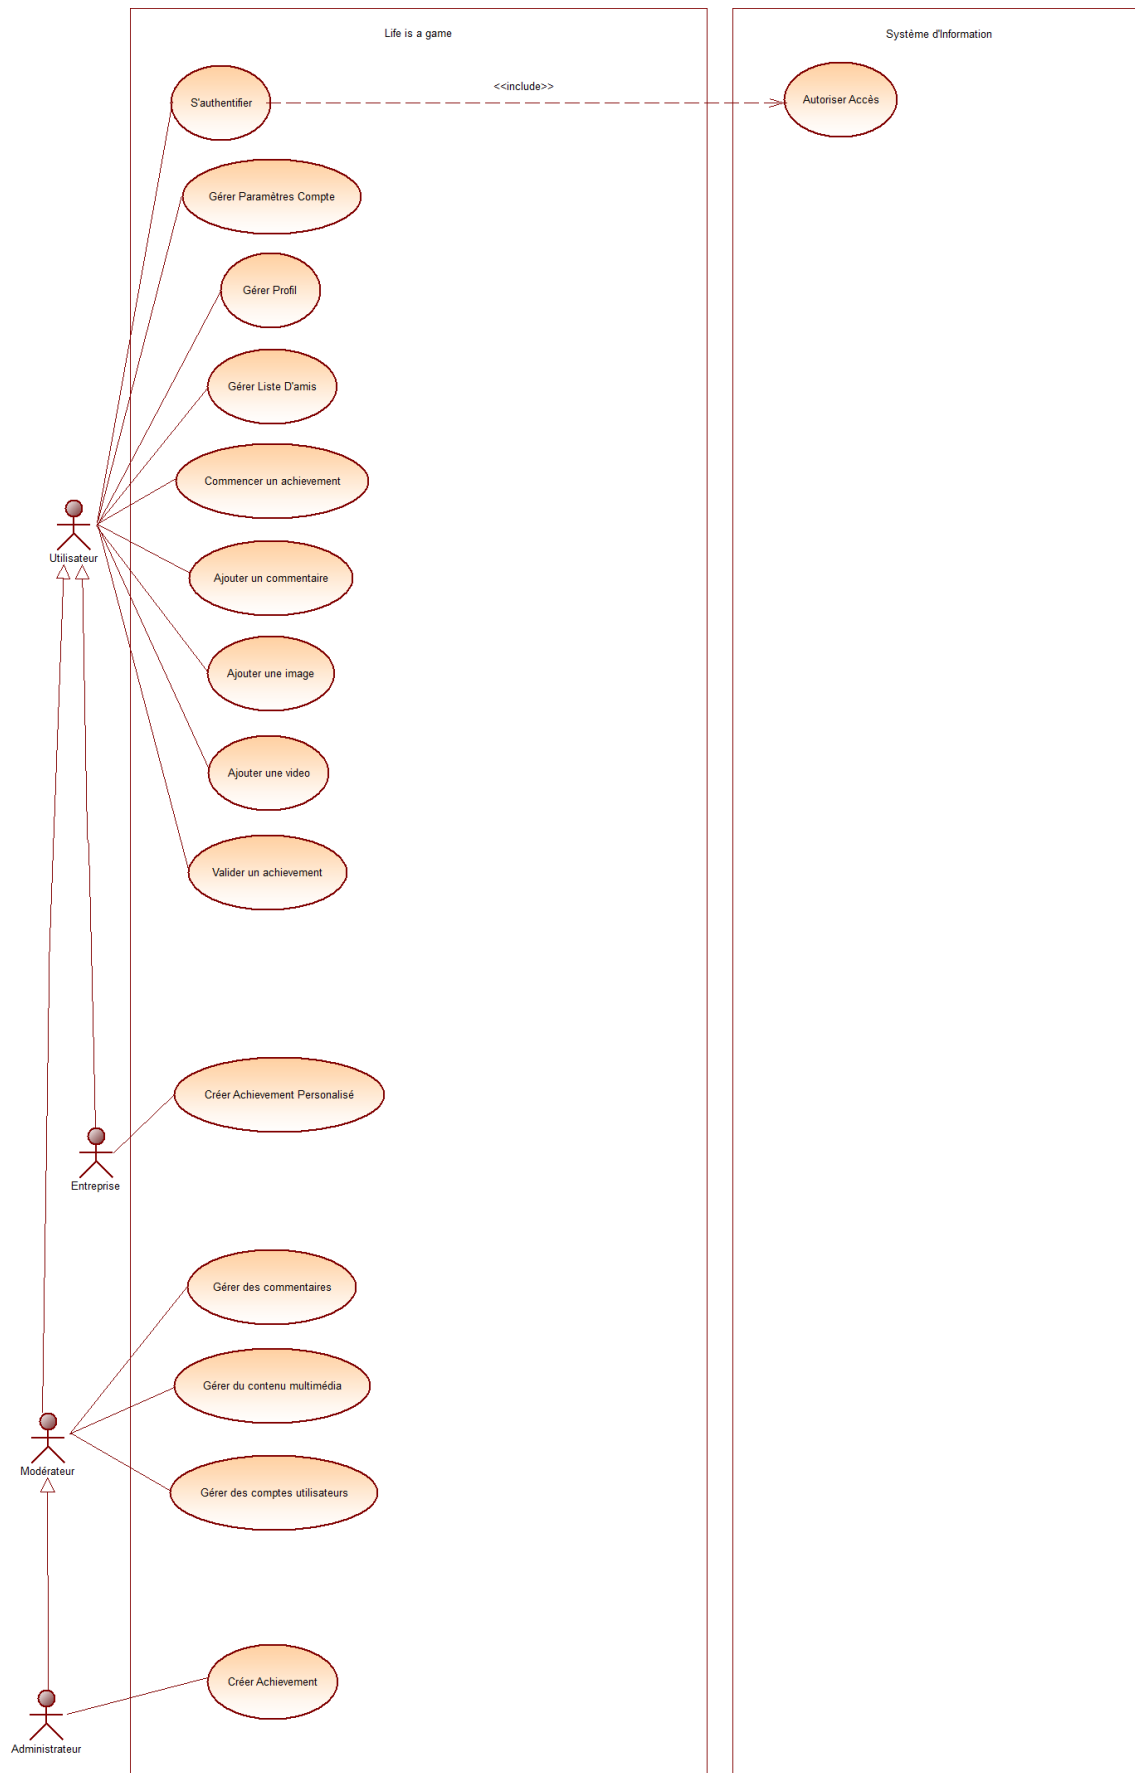 Life is a game
Système d'Information
S'authentifier
<<include>>
Autoriser Accès
Gérer Paramètres Compte
Gérer Profil
Gérer Liste D'amis
Commencer un achievement
Utilisateur
Ajouter un commentaire
Ajouter une image
Ajouter une video
Valider un achievement
Créer Achievement Personalisé
Entreprise
Gérer des commentaires
Gérer du contenu multimédia
Modérateur
Gérer des comptes utilisateurs
Créer Achievement
Administrateur